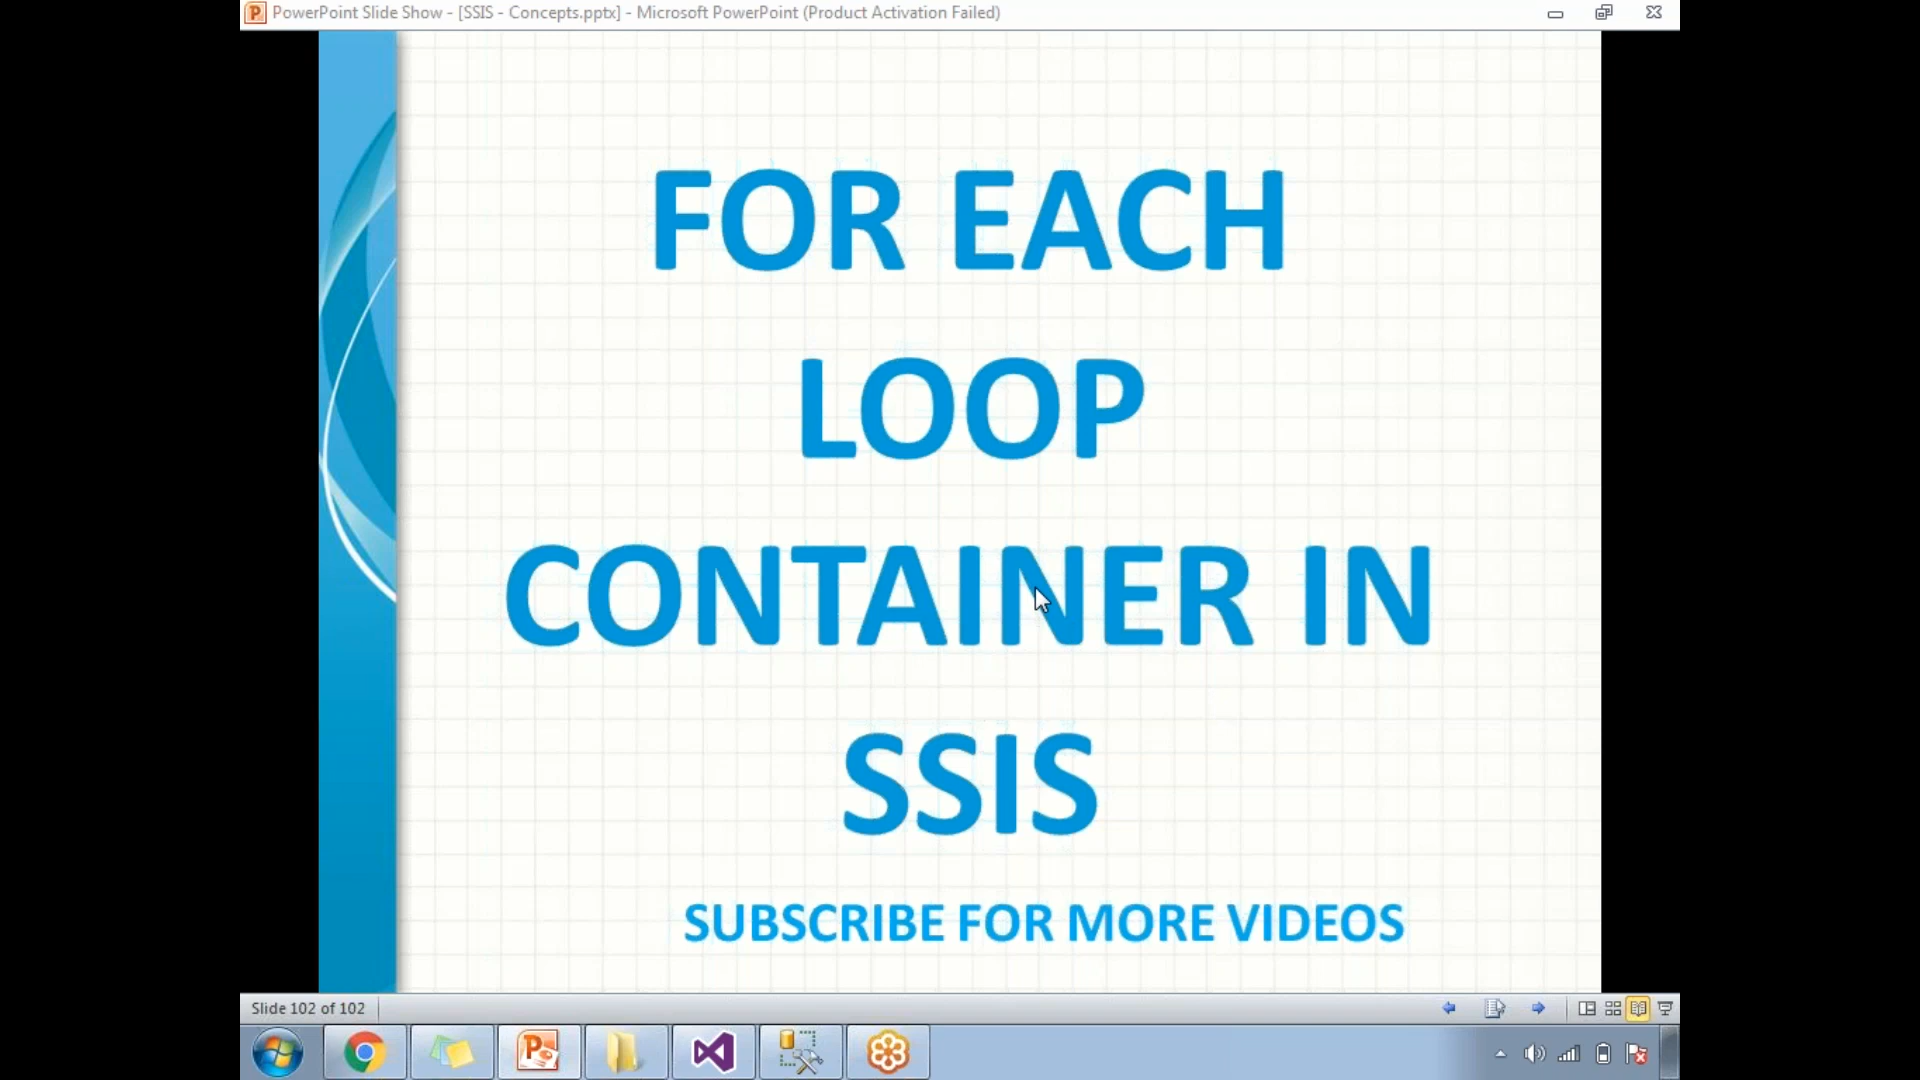 PowerPoint Slide Show - [SSIS - Concepts.pptx] - Microsoft PowerPoint (Product Activation Failed)
FOR EACH
LOOP
CONTAINER IN
SSIS
SUBSCRIBE FOR MORE VIDEOS
Slide 102 of 102